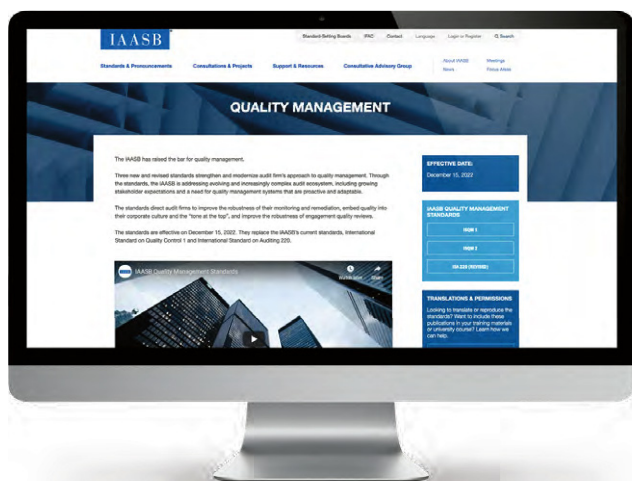 IAASB
Standard-Setting Boards IFAC Contact Language Login or Register Search
Standards & Pronouncements Consultations & Projects Support & Resources Consultative Advisory Group
About IAASB Meetings
News Focus Areas
QUALITY MANAGEMENT
The IAASB has raised the bar for quality management.
Three new and revised standards strengthen and modernize audit firm's approach to quality management. Through
the standards, the IAASB is addressing evolving and increasingly complex audit ecosystem, including growing
stakeholder expectations and a need for quality management systems that are proactive and adaptable.
The standards direct audit firms to improve the robustness of their monitoring and remediation, embed quality into
their corporate culture and the "tone at the top", and improve the robustness of engagement quality reviews.
The standards are effective on December 15, 2022. They replace the IAASB's current standards, International
Standard on Quality Control 1 and International Standard on Auditing 220.
IAASB Quality Management Standards
Watch later Share
EFFECTIVE DATE:
December 15, 2022
IAASB QUALITY MANAGEMENT
STANDARDS
ISQM 1
ISQM 2
ISA 220 (REVISED)
TRANSLATIONS & PERMISSIONS
Looking to translate or reproduce the
standards? Want to include these
publications in your training materials
or university course? Learn how we
can help.